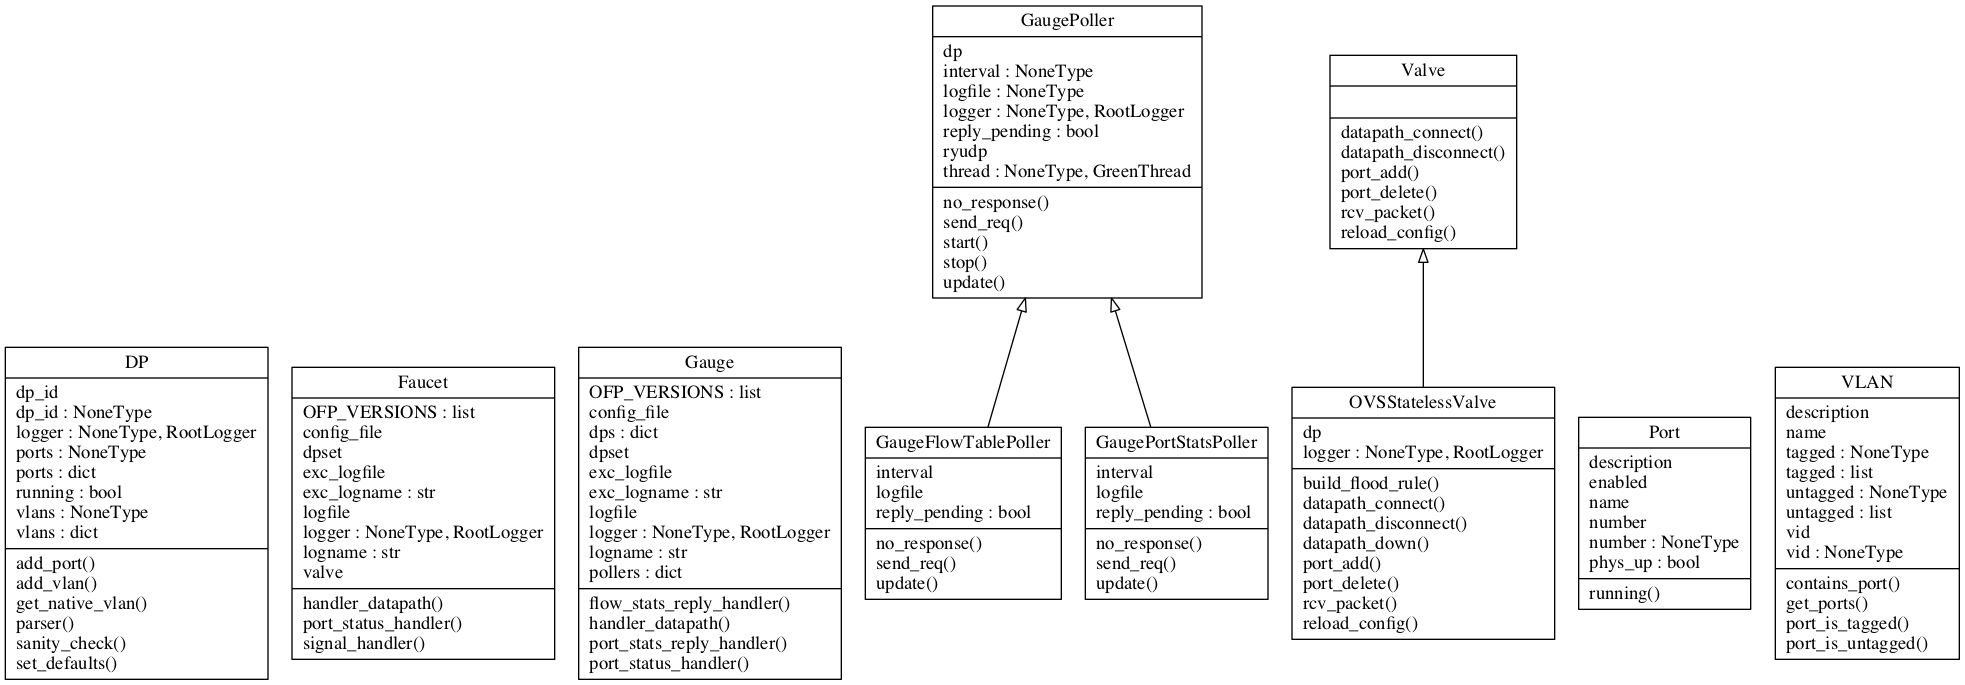 GaugePoller
dp
interval : NoneType
logfile : NoneType
logger : NoneType, RootLogger
reply_pending : bool
ryudp
thread : NoneType, GreenThread
no_response()
send_req()
start()
stop()
update()
Valve
datapath_connect()
datapath_disconnect()
port_add()
port_delete()
rcv_packet()
reload_config()
DP
dp_id
dp_id : NoneType
logger : NoneType, RootLogger
ports : NoneType
ports : dict
running : bool
vlans : NoneType
vlans : dict
add_port()
add_vlan()
get_native_vlan()
parser()
sanity_check()
set_defaults()
Faucet
OFP_VERSIONS : list
config_file
dpset
exc_logfile
exc_logname : str
logfile
logger : NoneType, RootLogger
logname : str
valve
handler_datapath()
port_status_handler()
signal_handler()
Gauge
OFP_VERSIONS : list
config_file
dps : dict
dpset
exc_logfile
exc_logname : str
logfile
logger : NoneType, RootLogger
logname : str
pollers : dict
flow_stats_reply_handler()
handler_datapath()
port_stats_reply_handler()
port_status_handler()
GaugeFlowTablePoller
interval
logfile
reply_pending : bool
no_response()
send_req()
update()
GaugePortStatsPoller
interval
logfile
reply_pending : bool
no_response()
send_req()
update()
OVSStatelessValve
dp
logger : NoneType, RootLogger
build_flood_rule()
datapath_connect()
datapath_disconnect()
datapath_down()
port_add()
port_delete()
rcv_packet()
reload_config()
Port
description
enabled
name
number
number : NoneType
phys_up : bool
running()
VLAN
description
name
tagged : NoneType
tagged : list
untagged : NoneType
untagged : list
vid
vid : NoneType
contains_port()
get_ports()
port_is_tagged()
port_is_untagged()